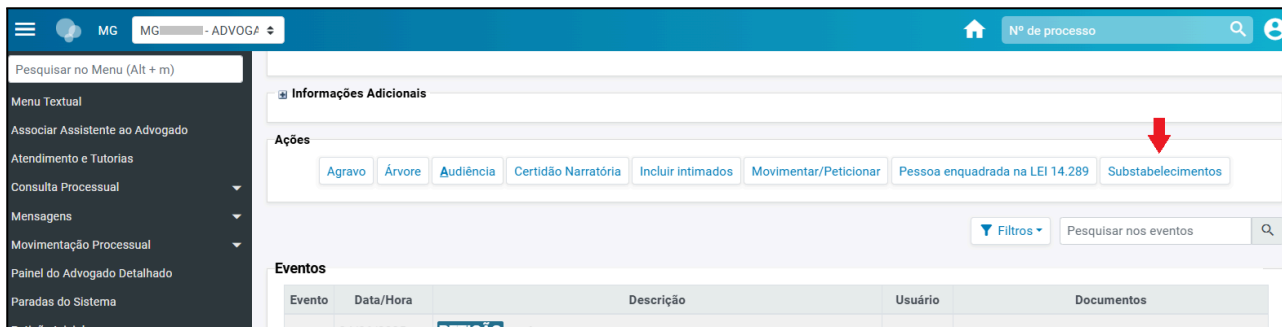 MG MG - ADVOGA Nº de processo
Pesquisar no Menu (Alt + m)
Menu Textual
Associar Assistente ao Advogado
Atendimento e Tutorias
Consulta Processual
Mensagens
Movimentação Processual
Painel do Advogado Detalhado
Paradas do Sistema
Informações Adicionais
Ações
Agravo Árvore Audiência Certidão Narratória Incluir intimados Movimentar/Peticionar Pessoa enquadrada na LEI 14.289 Substabelecimentos
Filtros Pesquisar nos eventos
Eventos
Evento Data/Hora Descrição Usuário Documentos
PETIÇÃO